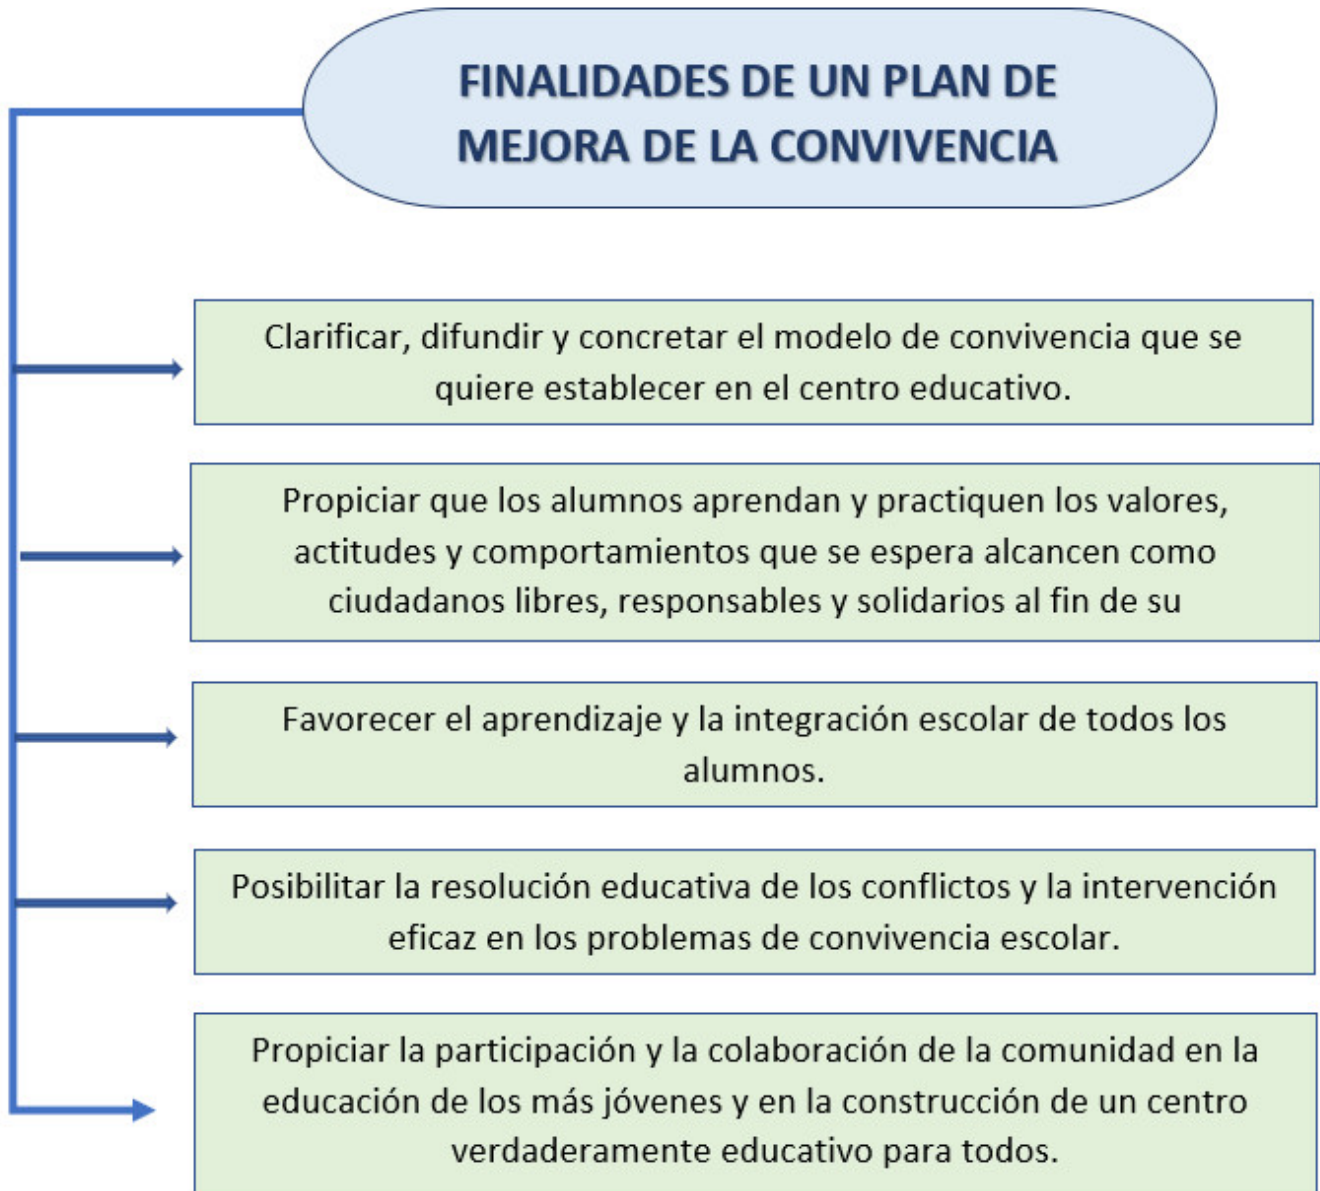 FINALIDADES DE UN PLAN DE
MEJORA DE LA CONVIVENCIA
Clarificar, difundir y concretar el modelo de convivencia que se
quiere establecer en el centro educativo.
Propiciar que los alumnos aprendan y practiquen los valores,
actitudes y comportamientos que se espera alcancen como
ciudadanos libres, responsables y solidarios al fin de su
Favorecer el aprendizaje y la integración escolar de todos los
alumnos.
Posibilitar la resolución educativa de los conflictos y la intervención
eficaz en los problemas de convivencia escolar.
Propiciar la participación y la colaboración de la comunidad en la
educación de los más jóvenes y en la construcción de un centro
verdaderamente educativo para todos.